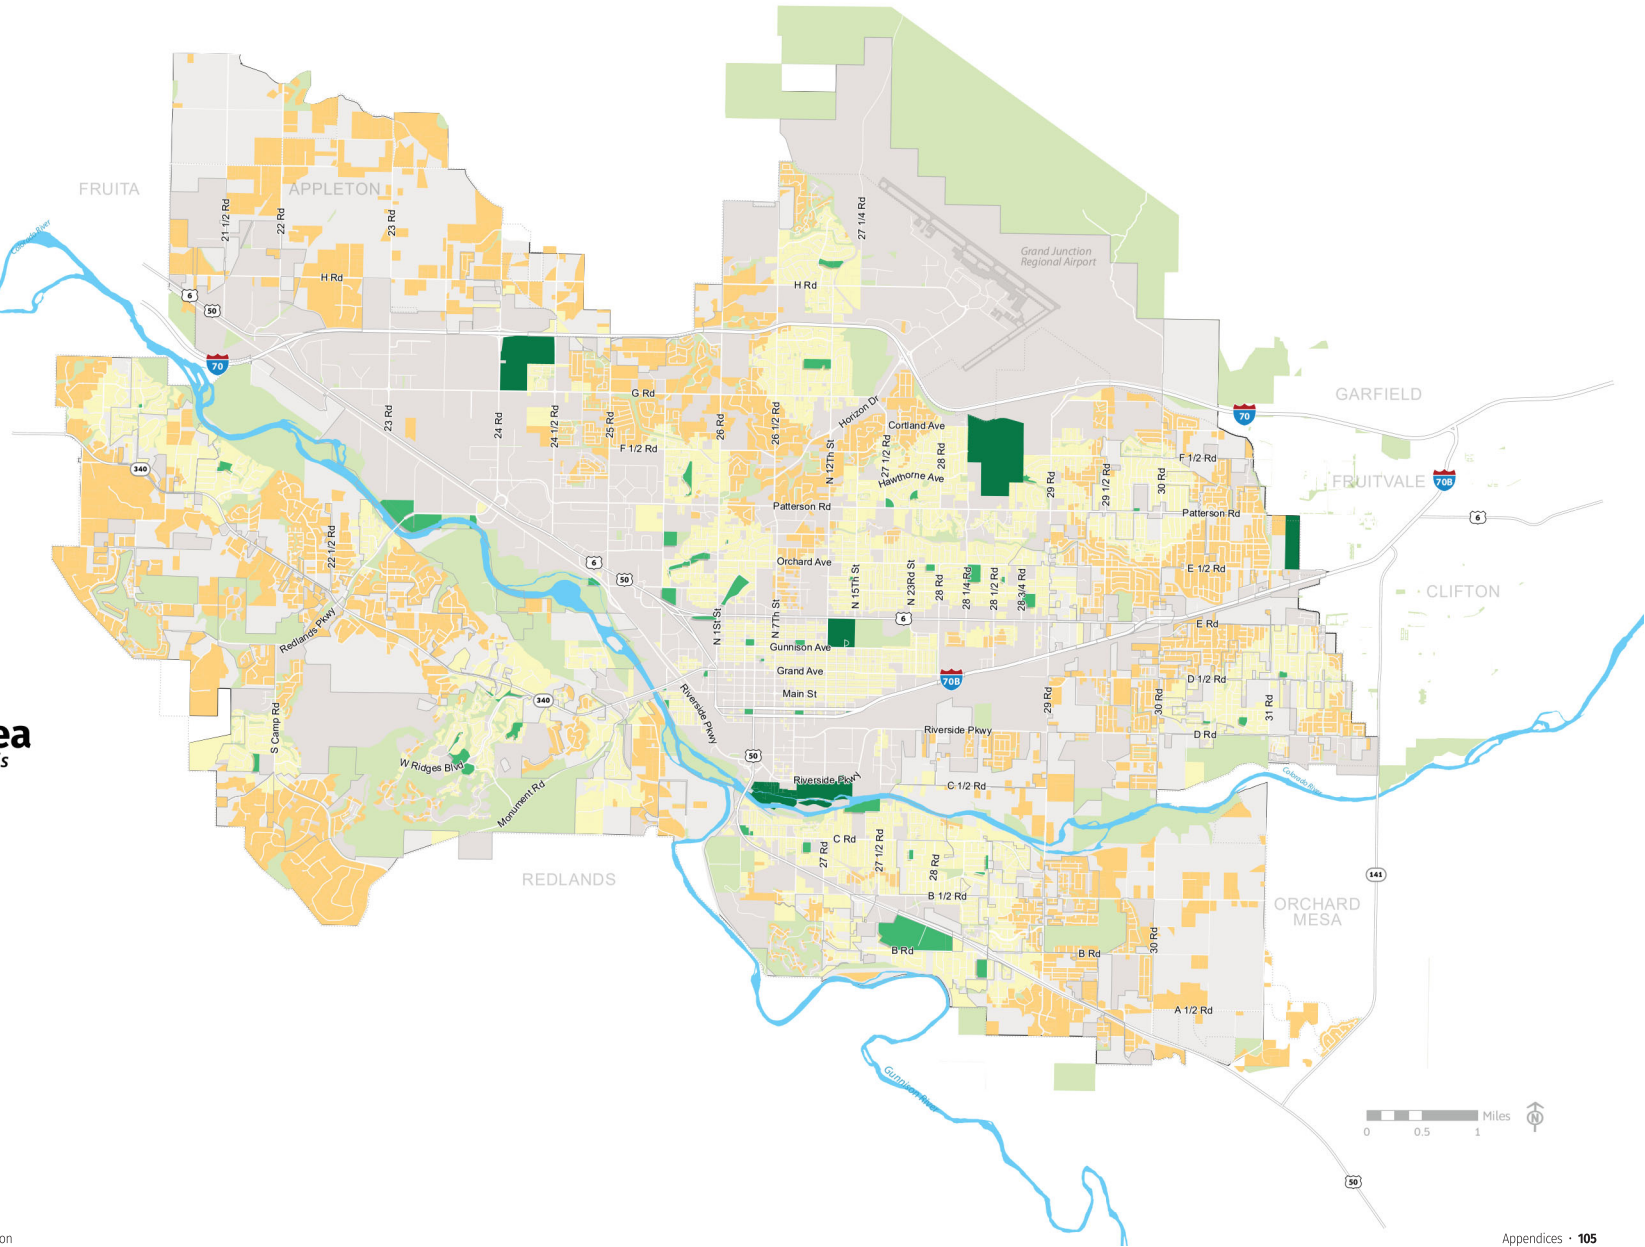 FRUITA
APPLETON
21 1/2 Rd
22 Rd
23 Rd
27 1/4 Rd
Colorado River
Grand Junction
Regional Airport
H Rd
H Rd
6
50
70
GARFIELD
G Rd
23 Rd
24 Rd
24 1/2 Rd
25 Rd
26 Rd
26 1/2 Rd
Horizon Dr
Cortland Ave
70
F 1/2 Rd
N 12Th St
27 1/2 Rd
28 Rd
F 1/2 Rd
340
Hawthorne Ave
29 Rd
29 1/2 Rd
30 Rd
FRUITVALE
70B
Patterson Rd
Patterson Rd
6
22 1/2 Rd
6
50
Orchard Ave
E 1/2 Rd
N 15Th St
N 23Rd St
28 Rd
28 1/4 Rd
28 1/2 Rd
28 3/4 Rd
CLIFTON
Redlands Pkwy
N 1St St
N 7Th St
6
E Rd
Gunnison Ave
Grand Ave
70B
D 1/2 Rd
Main St
340
S Camp Rd
Riverside Pkwy
29 Rd
30 Rd
31 Rd
Riverside Pkwy
D Rd
ea
s
50
W Ridges Blvd
Monument Rd
Riverside Pkwy
C 1/2 Rd
Colorado River
C Rd
27 Rd
27 1/2 Rd
28 Rd
REDLANDS
141
B 1/2 Rd
ORCHARD
MESA
B Rd
B Rd
30 Rd
A 1/2 Rd
Gunnison River
Miles
N
0 0.5 1
50
on
Appendices · 105